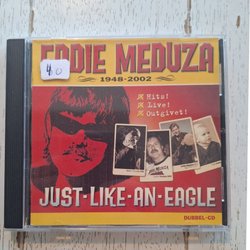 EDDIE MEDUZA
40
1948-2002
Hits!
Live!
Outgivet!
JUST-LIKE-AN-EAGLE
DUBBEL-CD